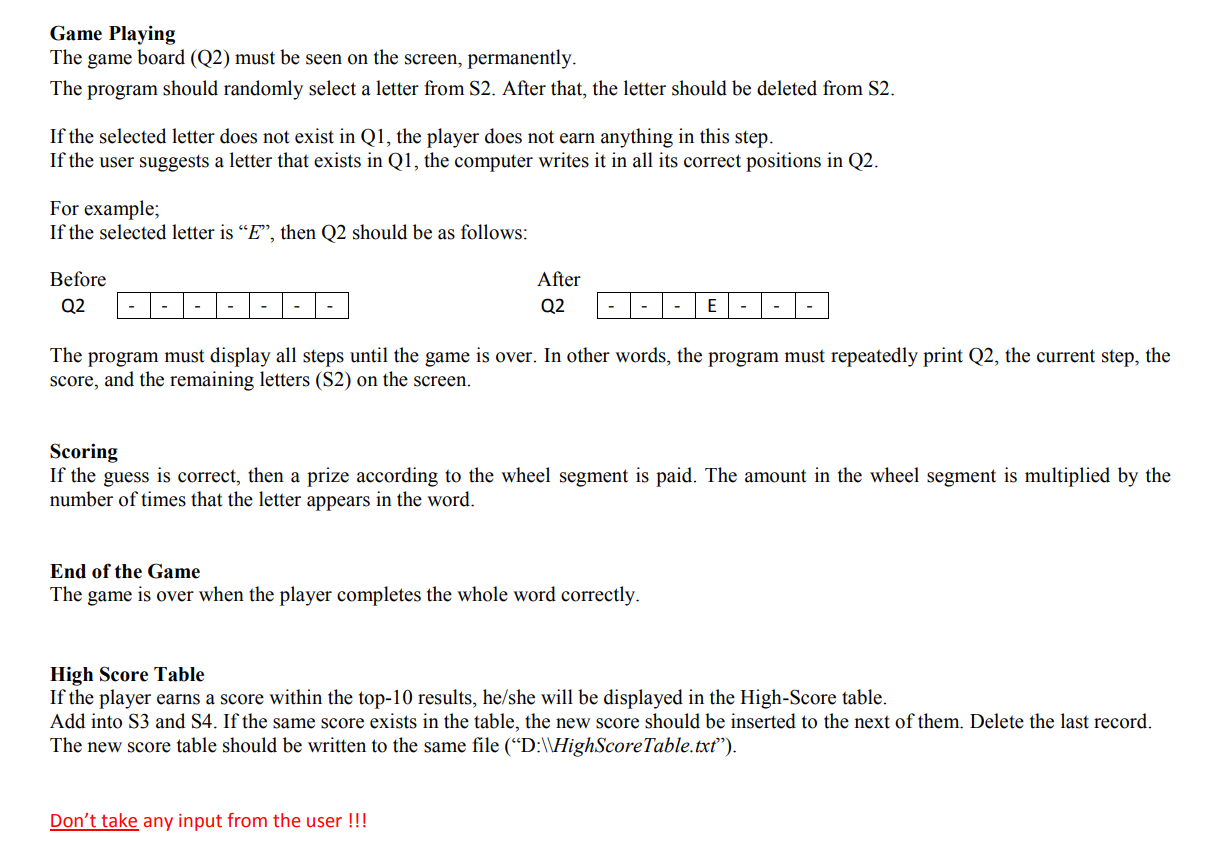 Game Playing
The game board (Q2) must be seen on the screen, permanently.
The program should randomly select a letter from S2. After that, the letter should be deleted from S2.
If the selected letter does not exist in Q1, the player does not earn anything in this step.
If the user suggests a letter that exists in Q1, the computer writes it in all its correct positions in Q2.
For example;
If the selected letter is “E”, then Q2 should be as follows:
Before After
Q2 - - - - - - - Q2 - - - E - - -
The program must display all steps until the game is over. In other words, the program must repeatedly print Q2, the current step, the
score, and the remaining letters (S2) on the screen.
Scoring
If the guess is correct, then a prize according to the wheel segment is paid. The amount in the wheel segment is multiplied by the
number of times that the letter appears in the word.
End of the Game
The game is over when the player completes the whole word correctly.
High Score Table
If the player earns a score within the top-10 results, he/she will be displayed in the High-Score table.
Add into S3 and S4. If the same score exists in the table, the new score should be inserted to the next of them. Delete the last record.
The new score table should be written to the same file (“D:\\HighScoreTable.txt”).
Don’t take any input from the user !!!